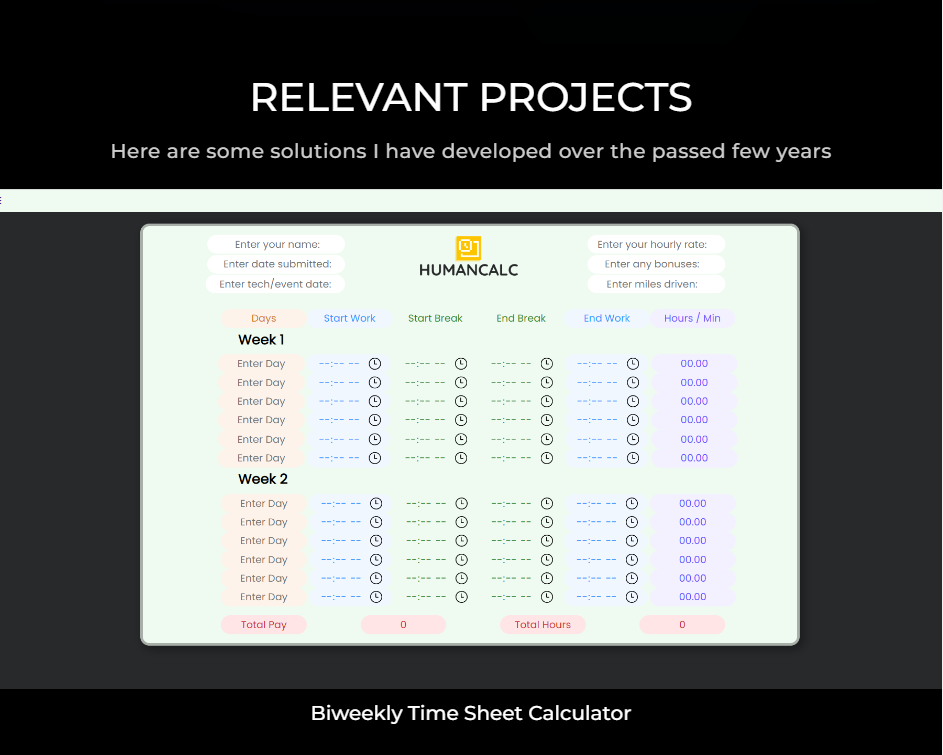 RELEVANT PROJECTS
Here are some solutions I have developed over the passed few years
Enter your name:
Enter date submitted:
Enter tech/event date:
HUMANCALC
Enter your hourly rate:
Enter any bonuses:
Enter miles driven:
Days Start Work Start Break End Break End Work Hours / Min
Week 1
Enter Day --:-- -- --:-- -- --:-- -- --:-- -- 00.00
Enter Day --:-- -- --:-- -- --:-- -- --:-- -- 00.00
Enter Day --:-- -- --:-- -- --:-- -- --:-- -- 00.00
Enter Day --:-- -- --:-- -- --:-- -- --:-- -- 00.00
Enter Day --:-- -- --:-- -- --:-- -- --:-- -- 00.00
Enter Day --:-- -- --:-- -- --:-- -- --:-- -- 00.00
Week 2
Enter Day --:-- -- --:-- -- --:-- -- --:-- -- 00.00
Enter Day --:-- -- --:-- -- --:-- -- --:-- -- 00.00
Enter Day --:-- -- --:-- -- --:-- -- --:-- -- 00.00
Enter Day --:-- -- --:-- -- --:-- -- --:-- -- 00.00
Enter Day --:-- -- --:-- -- --:-- -- --:-- -- 00.00
Enter Day --:-- -- --:-- -- --:-- -- --:-- -- 00.00
Total Pay 0 Total Hours 0
Biweekly Time Sheet Calculator